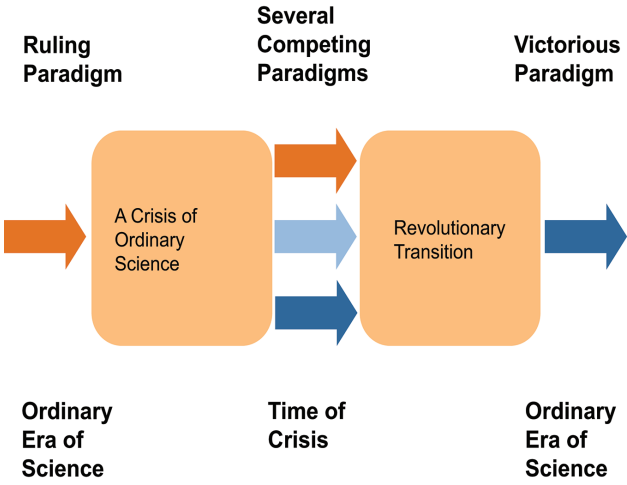 Ruling
Paradigm
Several
Competing
Paradigms
Victorious
Paradigm
A Crisis of
Ordinary
Science
Revolutionary
Transition
Ordinary
Era of
Science
Time of
Crisis
Ordinary
Era of
Science